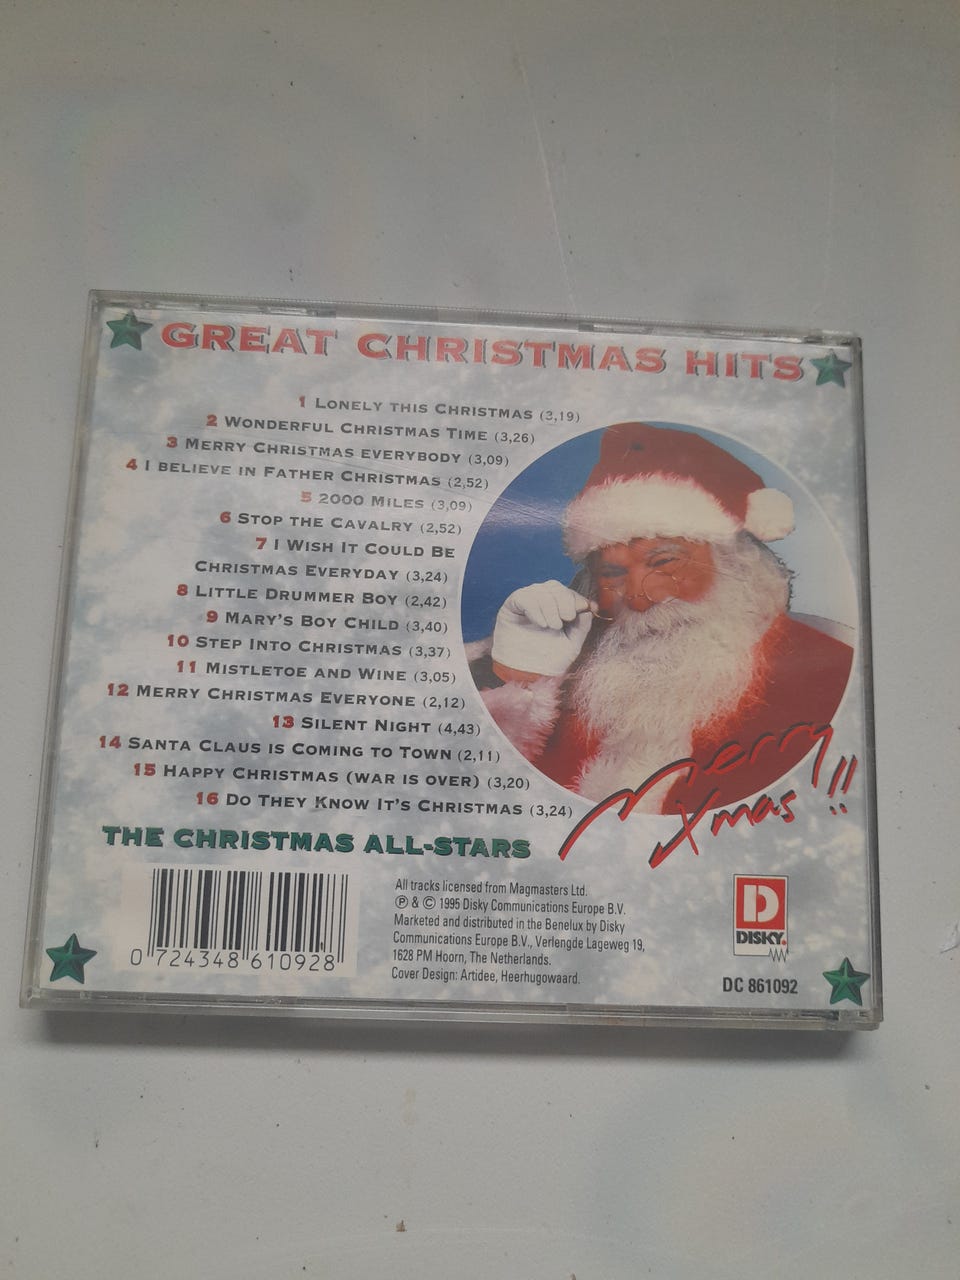 GREAT CHRISTMAS HITS
1 LONELY THIS CHRISTMAS (3,19)
2 WONDERFUL CHRISTMAS TIME (3,26)
3 MERRY CHRISTMAS EVERYBODY (3,09)
4 I BELIEVE IN FATHER CHRISTMAS (2,52)
5 2000 MILES (3,09)
6 STOP THE CAVALRY (2,52)
7 I WISH IT COULD BE
CHRISTMAS EVERYDAY (3,24)
8 LITTLE DRUMMER BOY (2,42)
9 MARY'S BOY CHILD (3,40)
10 STEP INTO CHRISTMAS (3,37)
11 MISTLETOE AND WINE (3,05)
12 MERRY CHRISTMAS EVERYONE (2,12)
13 SILENT NIGHT (4,43)
14 SANTA CLAUS IS COMING TO TOWN (2,11)
15 HAPPY CHRISTMAS (WAR IS OVER) (3,20)
16 DO THEY KNOW IT'S CHRISTMAS (3,24)
Merry
Xmas!!
THE CHRISTMAS ALL-STARS
0 724348 610928
All tracks licensed from Magmasters Ltd.
Ⓟ & © 1995 Disky Communications Europe B.V.
Marketed and distributed in the Benelux by Disky
Communications Europe B.V., Verlengde Lageweg 19,
1628 PM Hoorn, The Netherlands.
Cover Design: Artidee, Heerhugowaard.
D
DISKY.
DC 861092